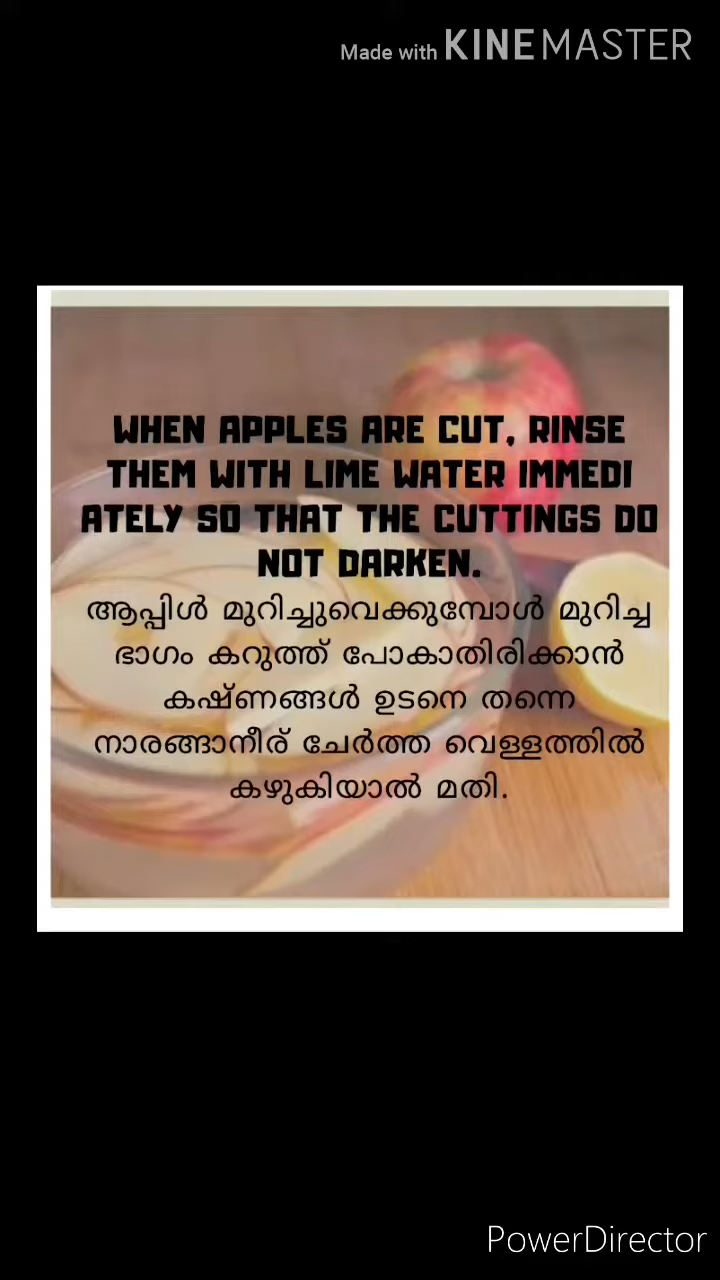 Made with KINEMASTER
WHEN APPLES ARE CUT, RINSE
THEM WITH LIME WATER IMMEDI
ATELY SO THAT THE CUTTINGS DO
NOT DARKEN.
ആപ്പിൾ മുറിച്ചുവെക്കുമ്പോൾ മുറിച്ച
ഭാഗം കറുത്ത് പോകാതിരിക്കാൻ
കഷ്ണങ്ങൾ ഉടനെ തന്നെ
നാരങ്ങാനീര് ചേർത്ത വെള്ളത്തിൽ
കഴുകിയാൽ മതി.
PowerDirector